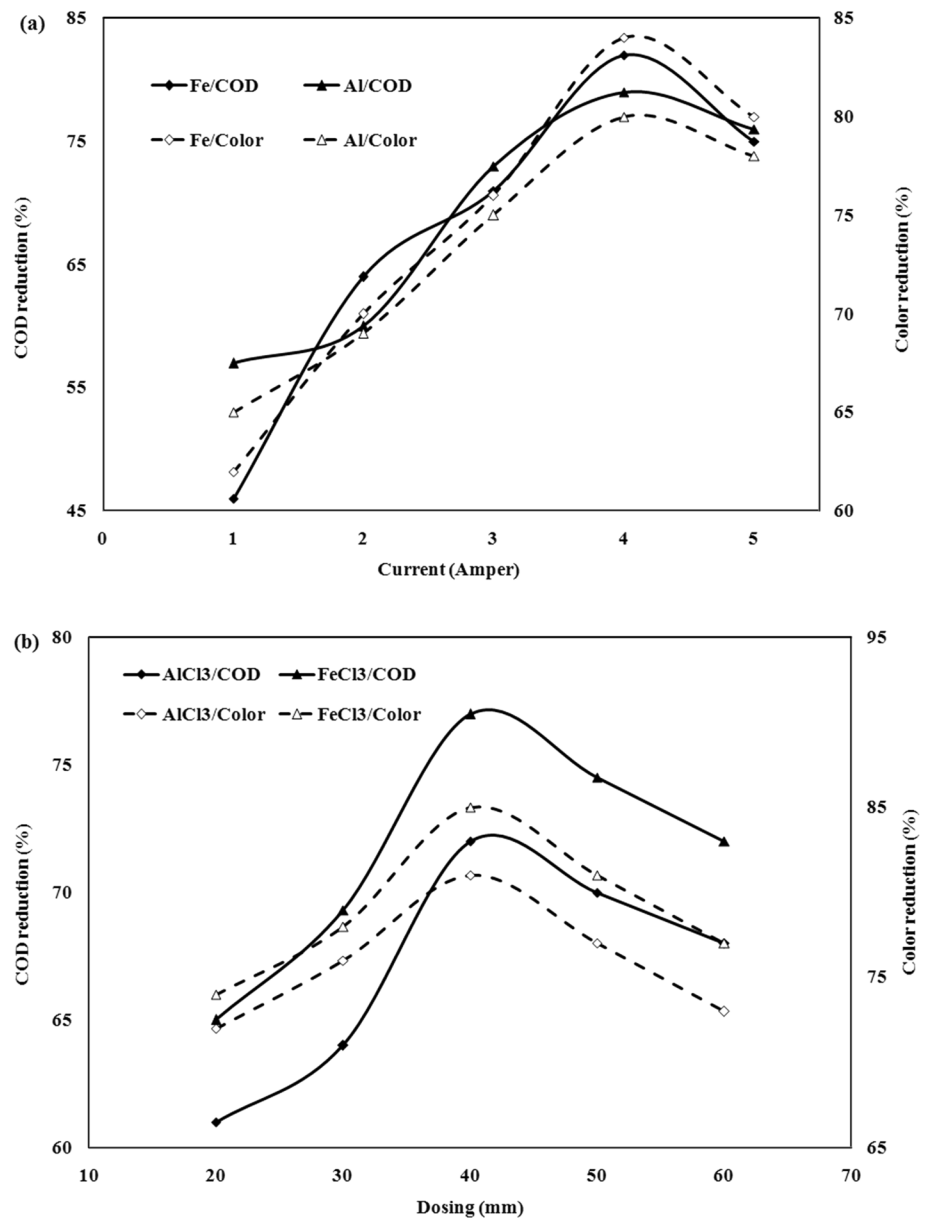 (a)
85
75
65
55
45
COD reduction (%)
Fe/COD Al/COD
Fe/Color Al/Color
85
80
75
70
65
60
Color reduction (%)
0 1 2 3 4 5
Current (Amper)
(b)
80
75
70
65
60
COD reduction (%)
AlCl3/COD FeCl3/COD
AlCl3/Color FeCl3/Color
95
85
75
65
Color reduction (%)
10 20 30 40 50 60 70
Dosing (mm)